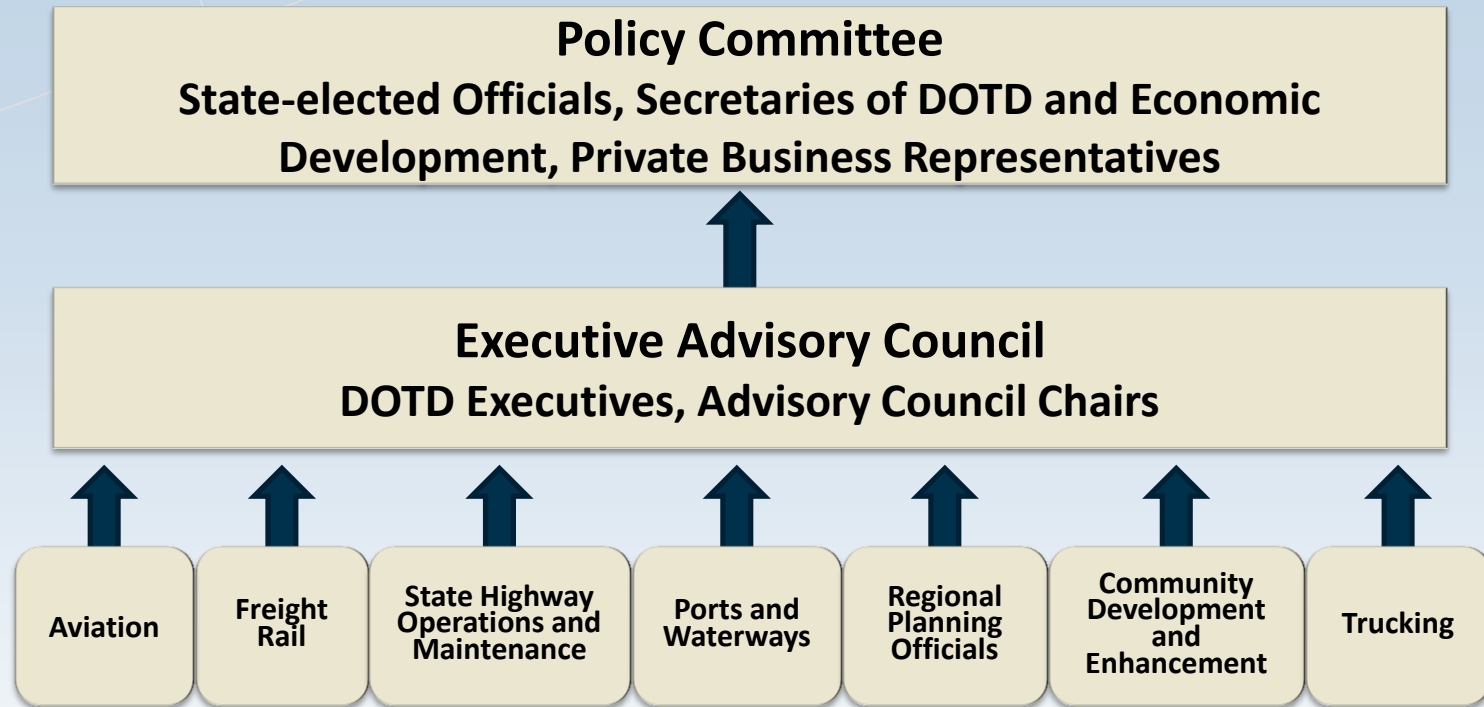 Policy Committee
State-elected Officials, Secretaries of DOTD and Economic
Development, Private Business Representatives
Executive Advisory Council
DOTD Executives, Advisory Council Chairs
Aviation
Freight
Rail
State Highway
Operations and
Maintenance
Ports and
Waterways
Regional
Planning
Officials
Community
Development
and
Enhancement
Trucking